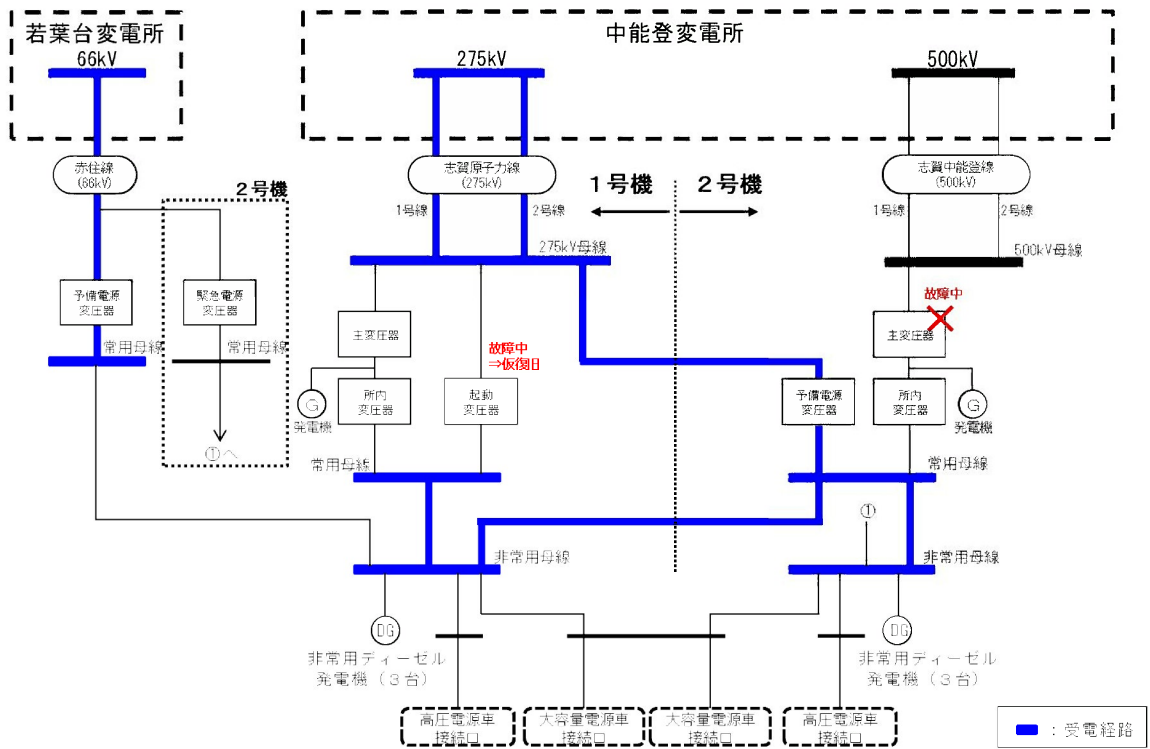 若葉台変電所
66kV
中能登変電所
275kV
500kV
赤住線
(66kV)
志賀原子力線
(275kV)
志賀中能登線
(500kV)
2号機
1号機
2号機
1号線
2号線
1号線
2号線
275kV母線
500kV母線
予備電源
変圧器
緊急電源
変圧器
故障中
主変圧器
主変圧器
常用母線
常用母線
故障中
⇒仮復旧
G
発電機
所内
変圧器
起動
変圧器
予備電源
変圧器
所内
変圧器
G
発電機
①へ
常用母線
常用母線
①
非常用母線
非常用母線
DG
DG
非常用ディーゼル
発電機(3台)
非常用ディーゼル
発電機(3台)
高圧電源車
接続口
大容量電源車
接続口
大容量電源車
接続口
高圧電源車
接続口
:受電経路